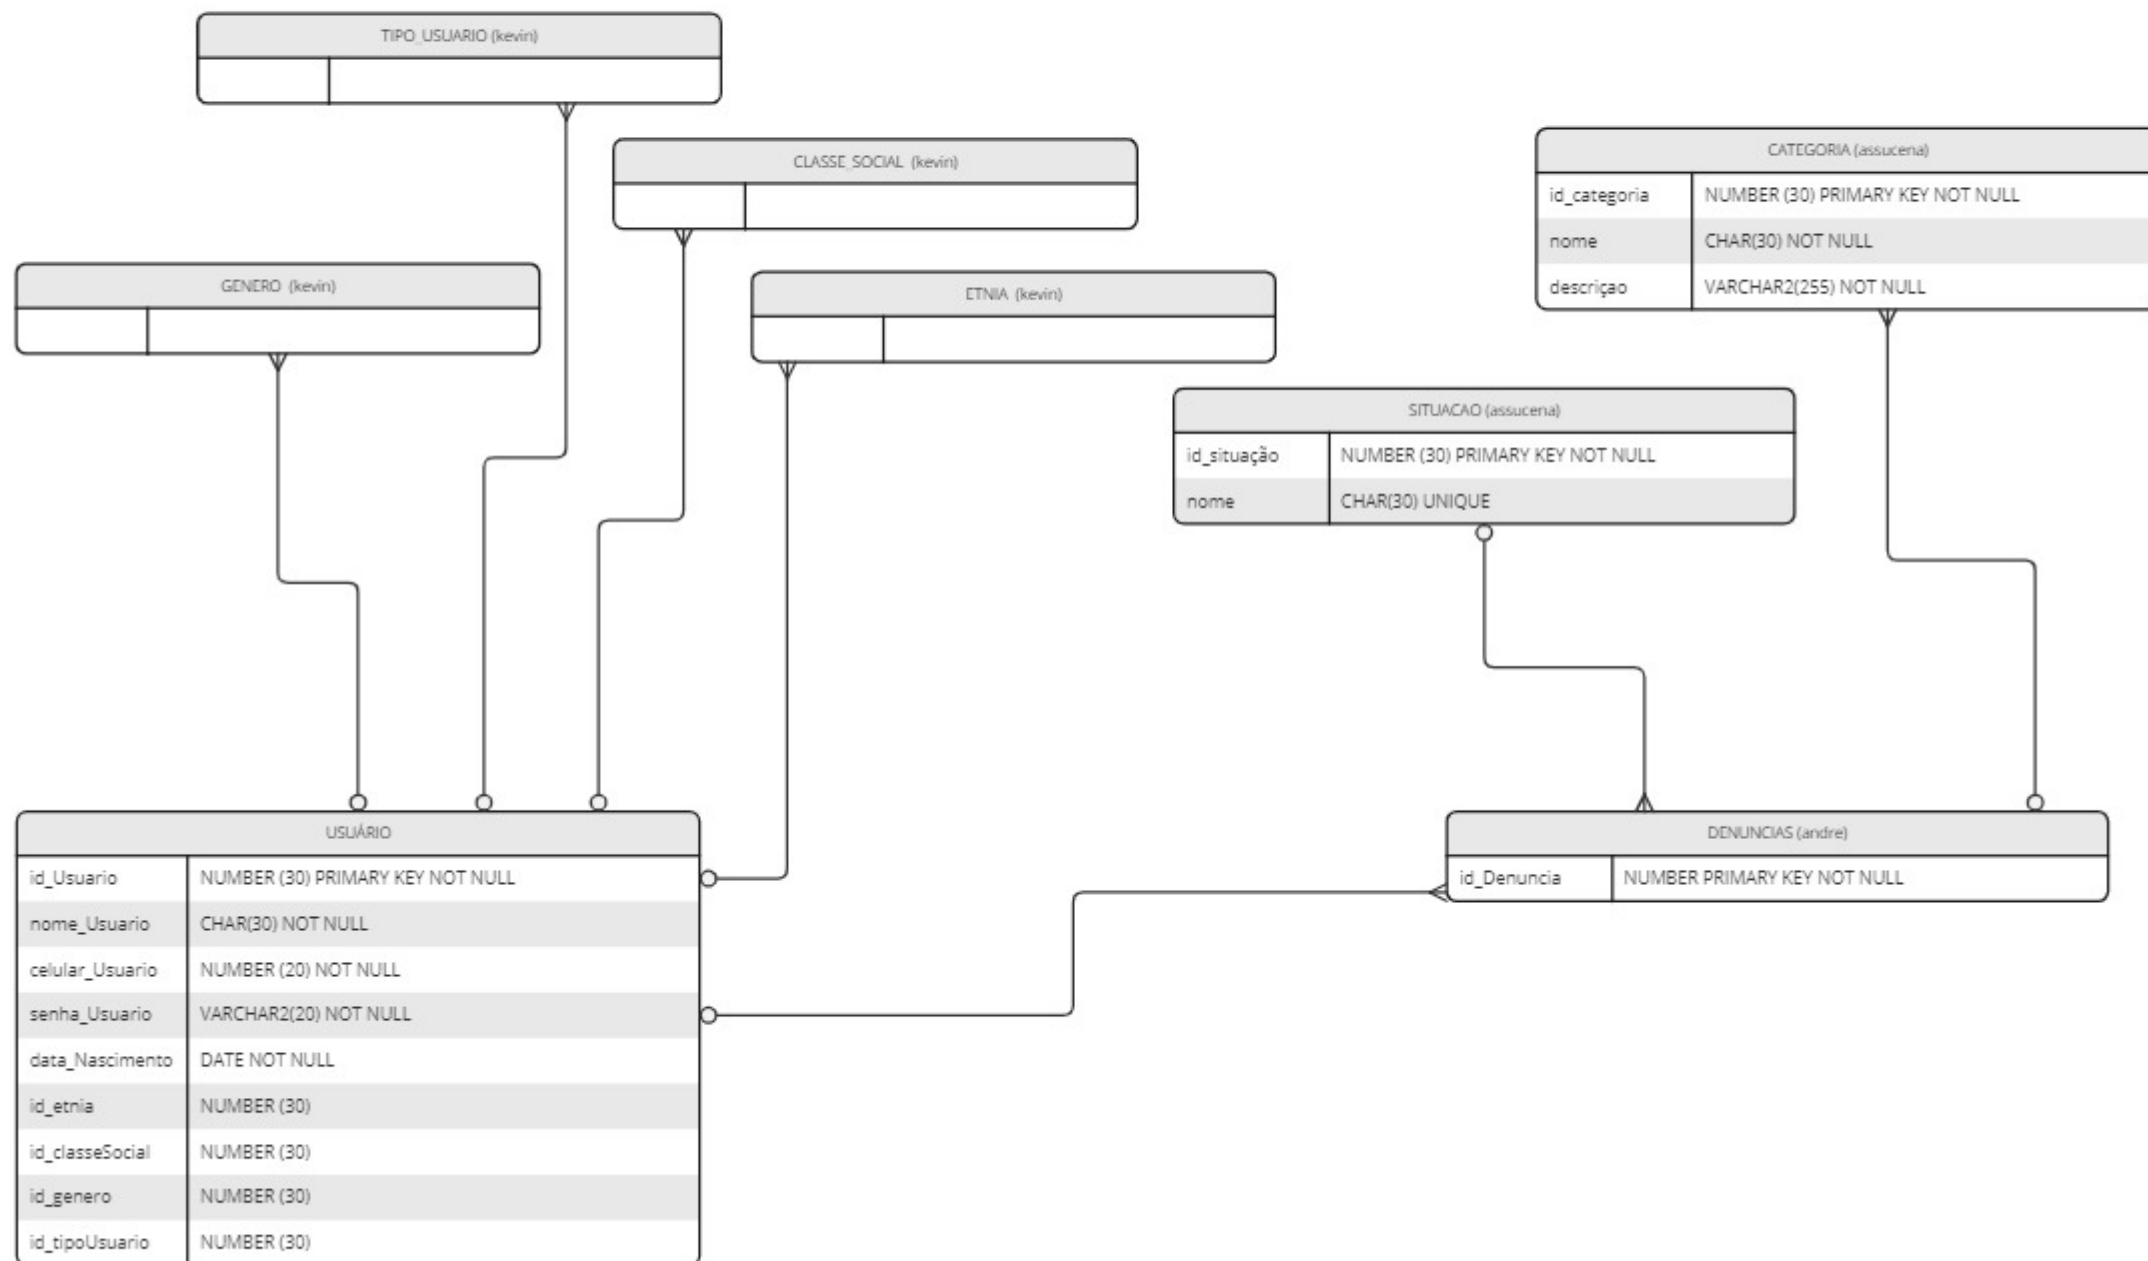 TIPO_USUARIO (kevin)
CLASSE_SOCIAL (kevin)
CATEGORIA (assucena)
id_categoria NUMBER (30) PRIMARY KEY NOT NULL
nome CHAR(30) NOT NULL
descriçao VARCHAR2(255) NOT NULL
GENERO (kevin)
ETNIA (kevin)
SITUACAO (assucena)
id_situação NUMBER (30) PRIMARY KEY NOT NULL
nome CHAR(30) UNIQUE
USUÁRIO
id_Usuario NUMBER (30) PRIMARY KEY NOT NULL
nome_Usuario CHAR(30) NOT NULL
celular_Usuario NUMBER (20) NOT NULL
senha_Usuario VARCHAR2(20) NOT NULL
data_Nascimento DATE NOT NULL
id_etnia NUMBER (30)
id_classeSocial NUMBER (30)
id_genero NUMBER (30)
id_tipoUsuario NUMBER (30)
DENUNCIAS (andre)
id_Denuncia NUMBER PRIMARY KEY NOT NULL